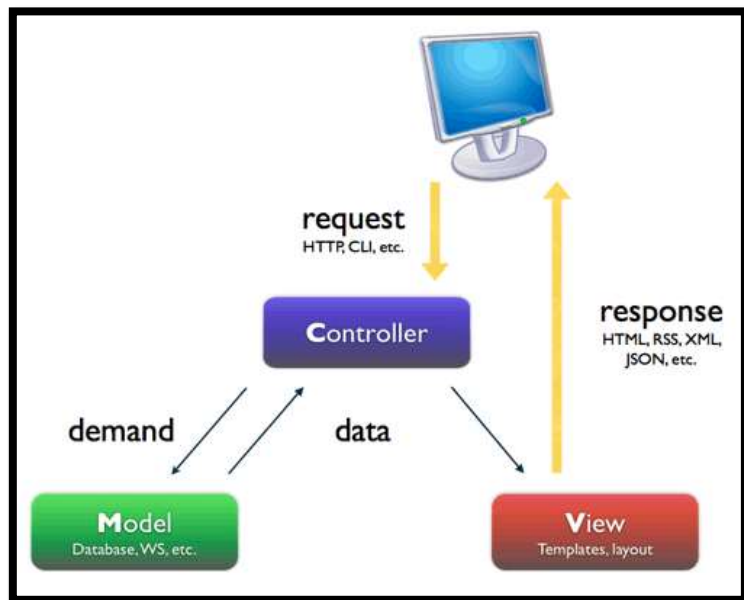 request
HTTP, CLI, etc.
Controller
response
HTML, RSS, XML,
JSON, etc.
demand
data
Model
Database, WS, etc.
View
Templates, layout